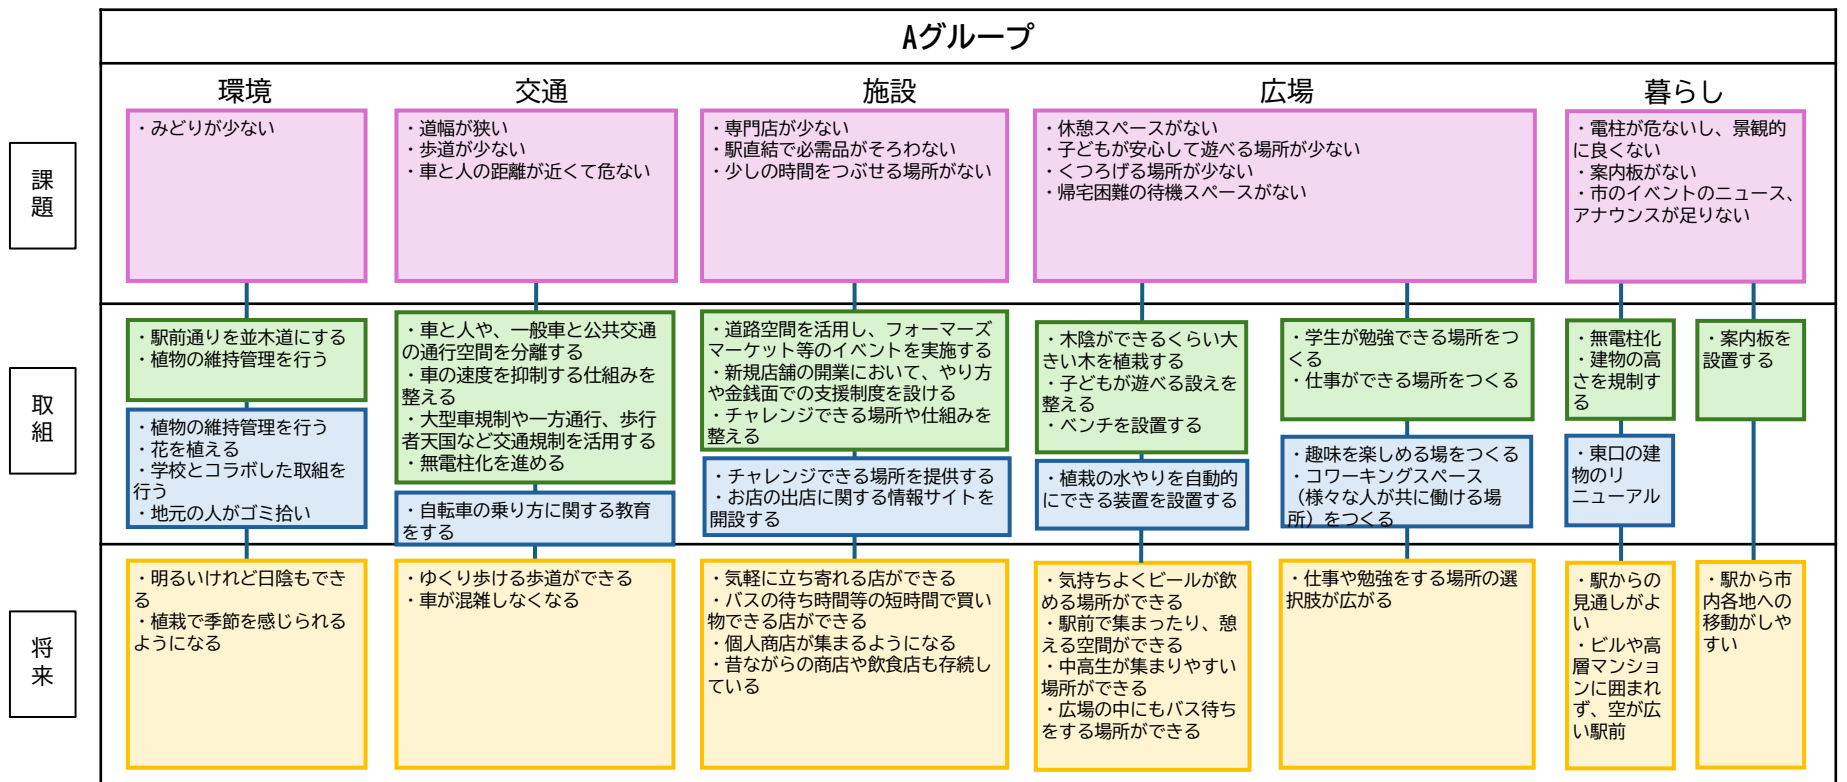 Aグループ
環境
交通
施設
広場
暮らし
課
題
・みどりが少ない
・道幅が狭い
・歩道が少ない
・車と人の距離が近くて危ない
・専門店が少ない
・駅直結で必需品がそろわない
・少しの時間をつぶせる場所がない
・休憩スペースがない
・子どもが安心して遊べる場所が少ない
・くつろげる場所が少ない
・帰宅困難の待機スペースがない
・電柱が危ないし、景観的
に良くない
・案内板がない
・市のイベントのニュース、
アナウンスが足りない
取
組
・駅前通りを並木道にする
・植物の維持管理を行う
・植物の維持管理を行う
・花を植える
・学校とコラボした取組を
行う
・地元の人がゴミ拾い
・車と人や、一般車と公共交通
の通行空間を分離する
・車の速度を抑制する仕組みを
整える
・大型車規制や一方通行、歩行
者天国など交通規制を活用する
・無電柱化を進める
・自転車の乗り方に関する教育
をする
・道路空間を活用し、フォーマーズ
マーケット等のイベントを実施する
・新規店舗の開業において、やり方
や金銭面での支援制度を設ける
・チャレンジできる場所や仕組みを
整える
・チャレンジできる場所を提供する
・お店の出店に関する情報サイトを
開設する
・木陰ができるくらい大
きい木を植栽する
・子どもが遊べる設えを
整える
・ベンチを設置する
・植栽の水やりを自動的
にできる装置を設置する
・学生が勉強できる場所をつ
くる
・仕事ができる場所をつくる
・趣味を楽しめる場をつくる
・コワーキングスペース
（様々な人が共に働ける場
所）をつくる
・無電柱化
・建物の高
さを規制す
る
・東口の建
物のリ
ニューアル
・案内板を
設置する
将
来
・明るいけれど日陰もでき
る
・植栽で季節を感じられる
ようになる
・ゆくり歩ける歩道ができる
・車が混雑しなくなる
・気軽に立ち寄れる店ができる
・バスの待ち時間等の短時間で買い
物できる店ができる
・個人商店が集まるようになる
・昔ながらの商店や飲食店も存続し
ている
・気持ちよくビールが飲
める場所ができる
・駅前で集まったり、憩
える空間ができる
・中高生が集まりやすい
場所ができる
・広場の中にもバス待ち
をする場所ができる
・仕事や勉強をする場所の選
択肢が広がる
・駅からの
見通しがよ
い
・ビルや高
層マンショ
ンに囲まれ
ず、空が広
い駅前
・駅から市
内各地への
移動がしや
すい